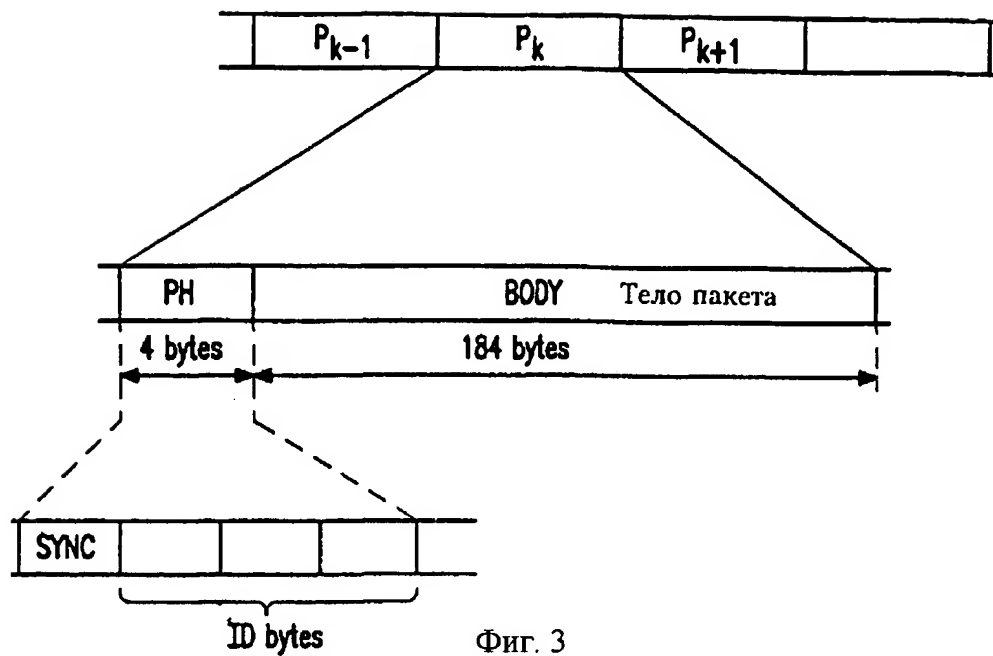 P_{k-1} P_k P_{k+1}
PH BODY Тело пакета
4 bytes 184 bytes
SYNC
ID bytes
Фиг. 3